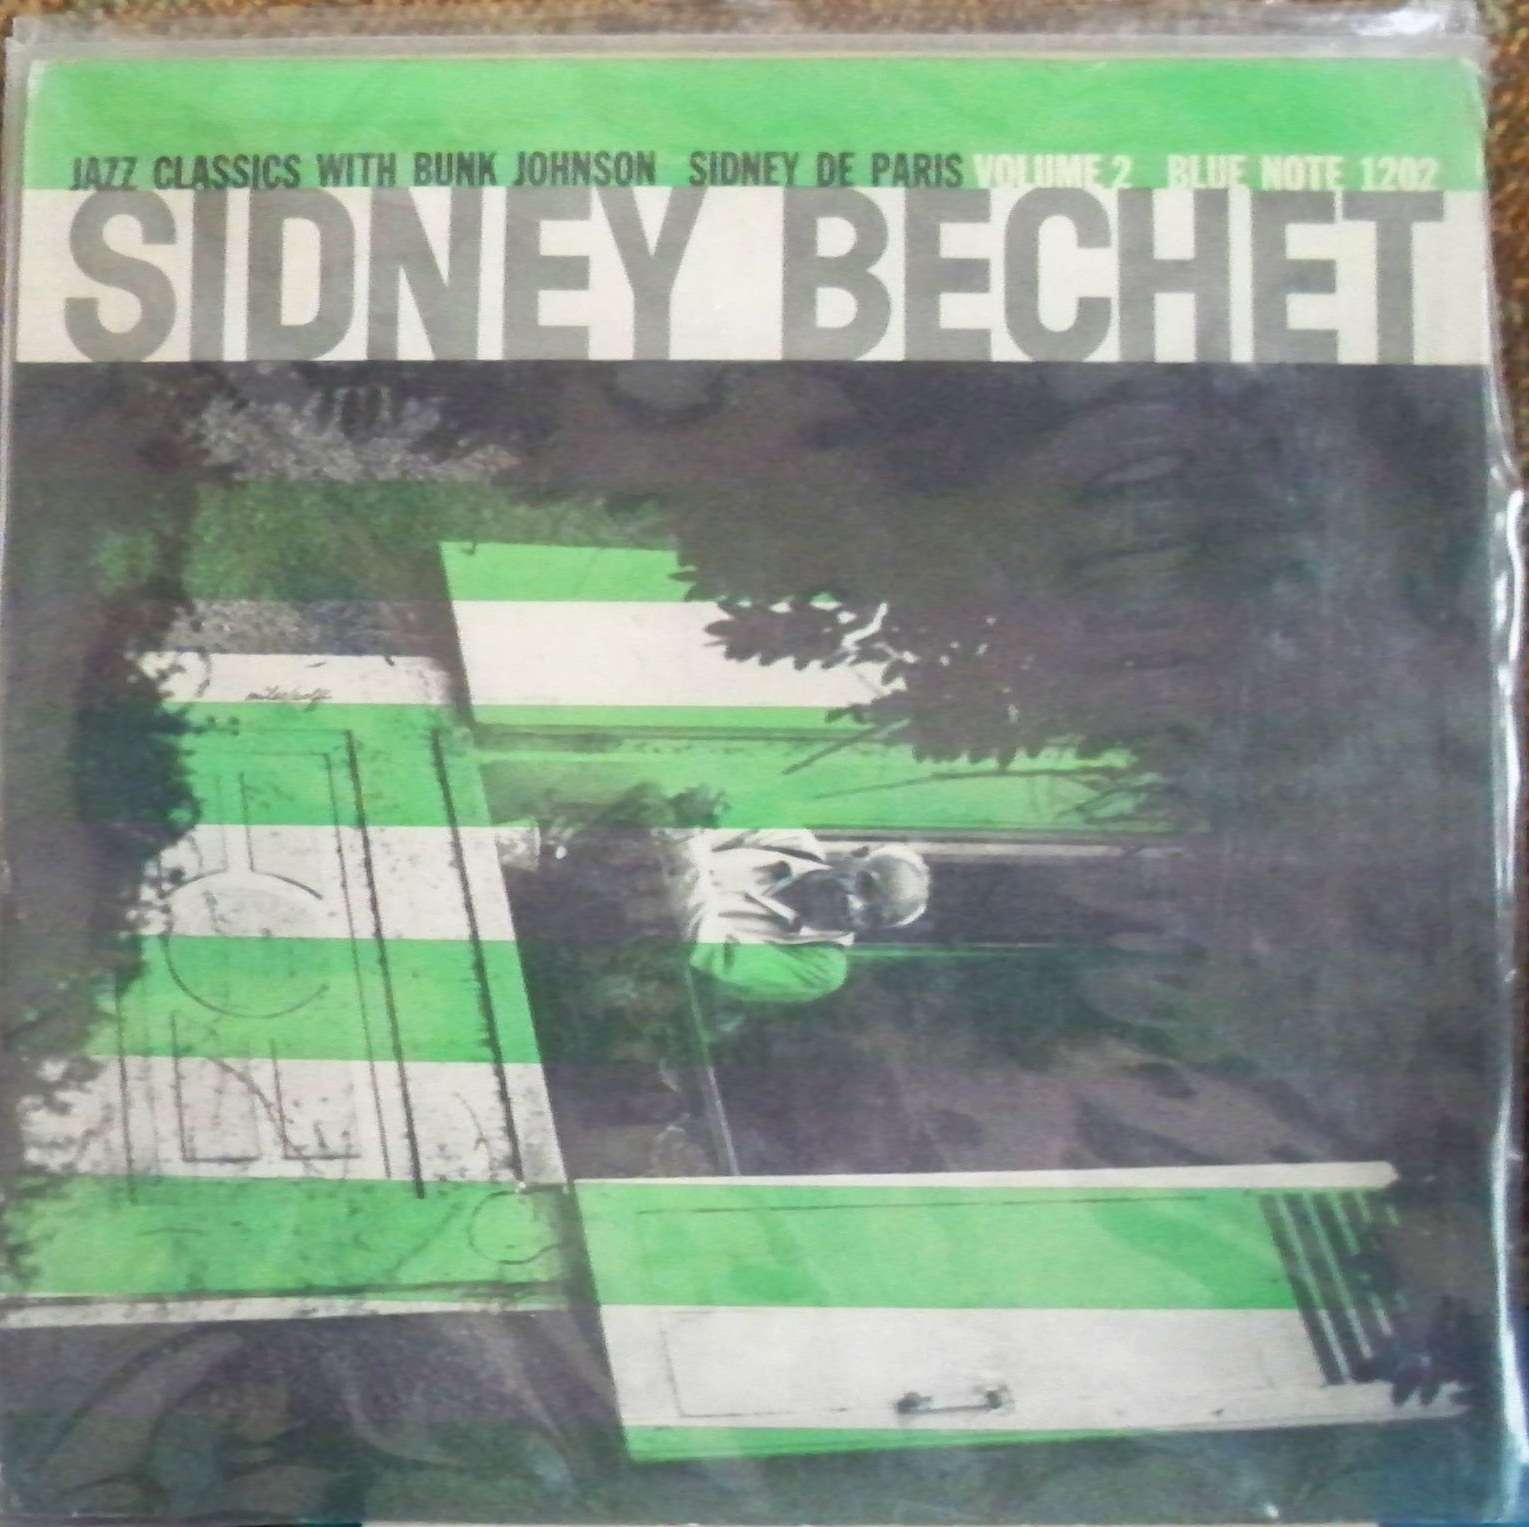 JAZZ CLASSICS WITH BUNK JOHNSON SIDNEY DE PARIS VOLUME 2 BLUE NOTE 1202
SIDNEY BECHET